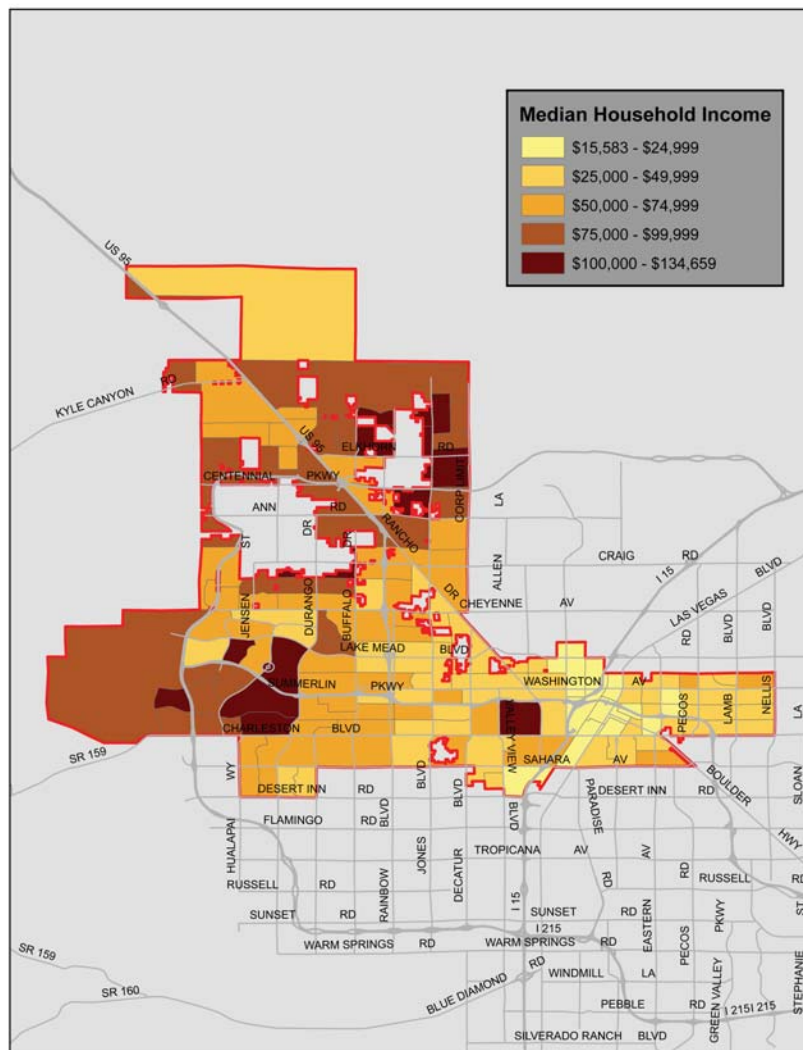 Median Household Income
$15,583 - $24,999
$25,000 - $49,999
$50,000 - $74,999
$75,000 - $99,999
$100,000 - $134,659
US 95
KYLE CANYON RD
US 95
ELKHORN RD
CENTENNIAL PKWY
CORP. LIMIT
ANN RD
DR
DR
RANCHO DR
LA
ALLEN
ST
JENSEN
DURANGO
BUFFALO
CRAIG RD
I 15
LAS VEGAS BLVD
CHEYENNE AV
RD
BLVD
BLVD
LAKE MEAD BLVD
SUMMERLIN PKWY
WASHINGTON AV
PECOS
LAMB
NELLIS
CHARLESTON BLVD
VALLEY VIEW
BLVD
SAHARA AV
LA
SLOAN
SR 159
WY
HUALAPAI
DESERT INN RD
BLVD
BLVD
PARADISE
RD
DESERT INN RD
BOULDER HWY
FLAMINGO RD
BLVD
RAINBOW
JONES
DECATUR
TROPICANA AV
AV
EASTERN
RD
PECOS
RUSSELL RD
RUSSELL RD
I 15
SUNSET RD
SUNSET RD
PKWY
GREEN VALLEY
ST
STEPHANIE
I 215
WARM SPRINGS RD
WARM SPRINGS RD
SR 159
WINDMILL LA
SR 160
BLUE DIAMOND RD
PEBBLE RD
I 215
I 215
SILVERADO RANCH BLVD